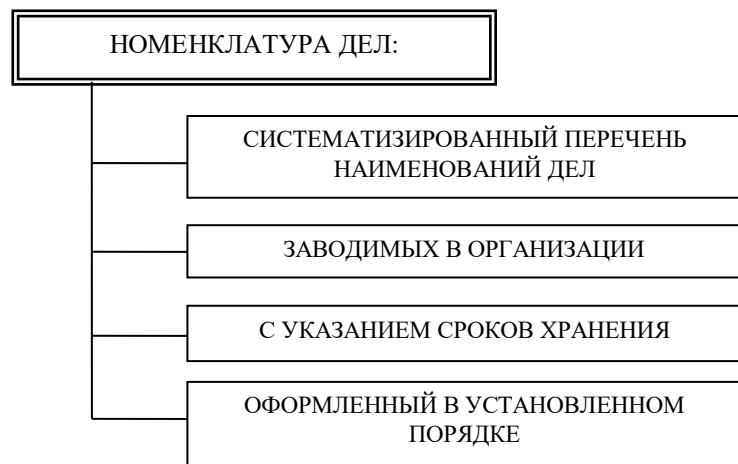 НОМЕНКЛАТУРА ДЕЛ:
СИСТЕМАТИЗИРОВАННЫЙ ПЕРЕЧЕНЬ
НАИМЕНОВАНИЙ ДЕЛ
ЗАВОДИМЫХ В ОРГАНИЗАЦИИ
С УКАЗАНИЕМ СРОКОВ ХРАНЕНИЯ
ОФОРМЛЕННЫЙ В УСТАНОВЛЕННОМ
ПОРЯДКЕ